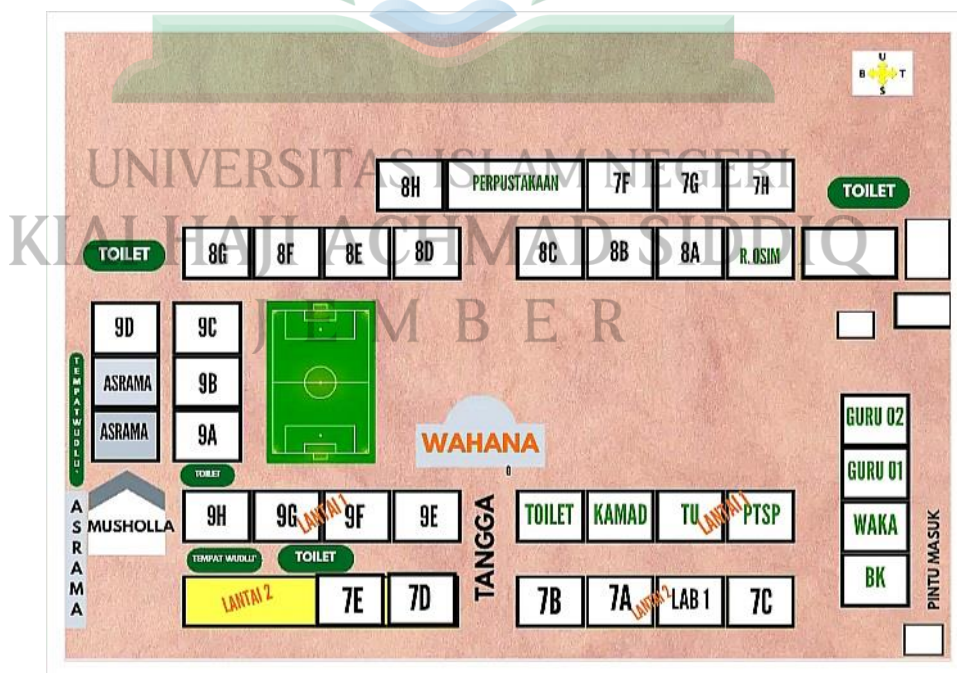 U
B T
S
8H PERPUSTAKAAN 7F 7G 7H
UNIVERSITAS ISLAM NEGERI
TOILET
KIAI HAJI ACHMAD SIDDIQ
TOILET 8G 8F 8E 8D 8C 8B 8A R. OSIM
JEMBER
9D 9C
TEMPAT WUDLU'
ASRAMA 9B
ASRAMA 9A
GURU 02
WAHANA
GURU 01
TOILET
0
ASRAMA
MUSHOLLA
9H 9G LANTAI 1 9F 9E
TANGGA
TOILET KAMAD TU LANTAI 1 PTSP
WAKA
PINTU MASUK
TEMPAT WUDLU' TOILET
BK
LANTAI 2 7E 7D 7B 7A LANTAI 2 LAB 1 7C